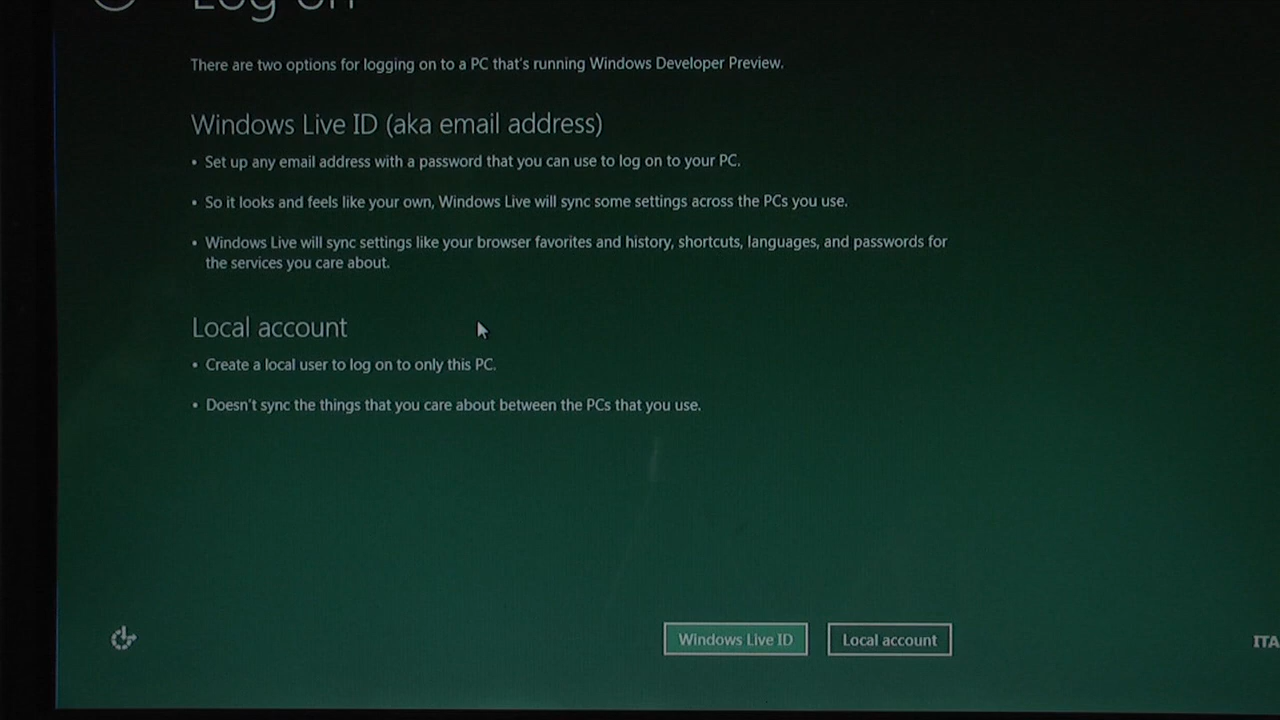 Log on
There are two options for logging on to a PC that's running Windows Developer Preview.
Windows Live ID (aka email address)
• Set up any email address with a password that you can use to log on to your PC.
• So it looks and feels like your own, Windows Live will sync some settings across the PCs you use.
• Windows Live will sync settings like your browser favorites and history, shortcuts, languages, and passwords for
the services you care about.
Local account
• Create a local user to log on to only this PC.
• Doesn't sync the things that you care about between the PCs that you use.
Windows Live ID
Local account
ITA